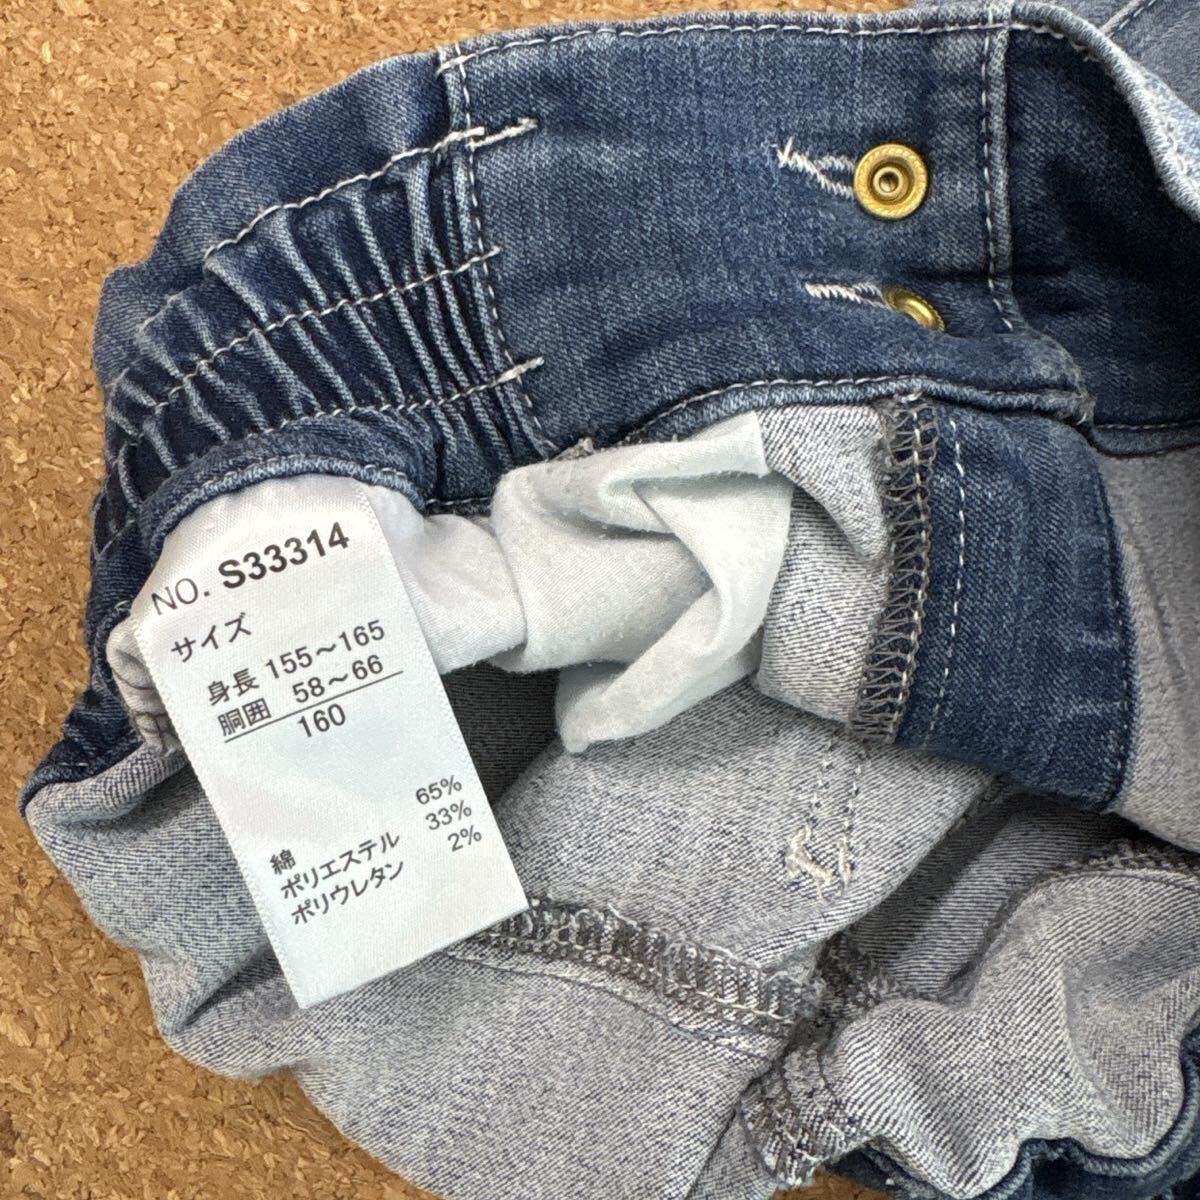 NO. S33314
サイズ
身長 155～165
胴囲 58～66
160
綿 65%
ポリエステル 33%
ポリウレタン 2%